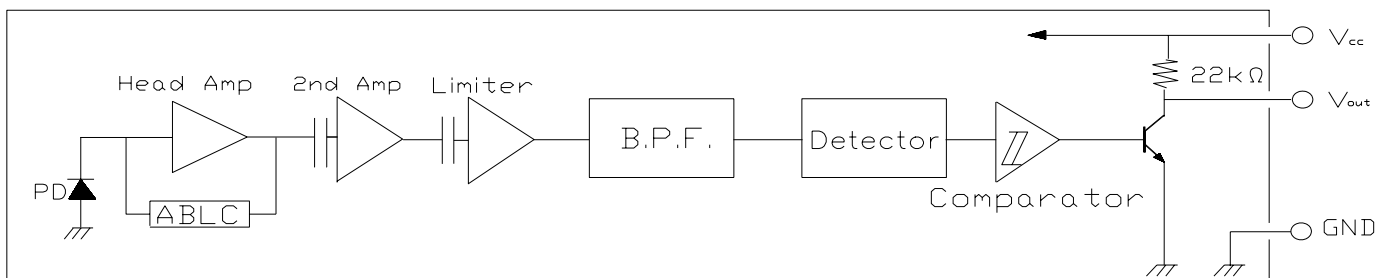 Vcc
22kΩ
Head Amp
2nd Amp
Limiter
Vout
B.P.F.
Detector
PD
Comparator
ABLC
GND